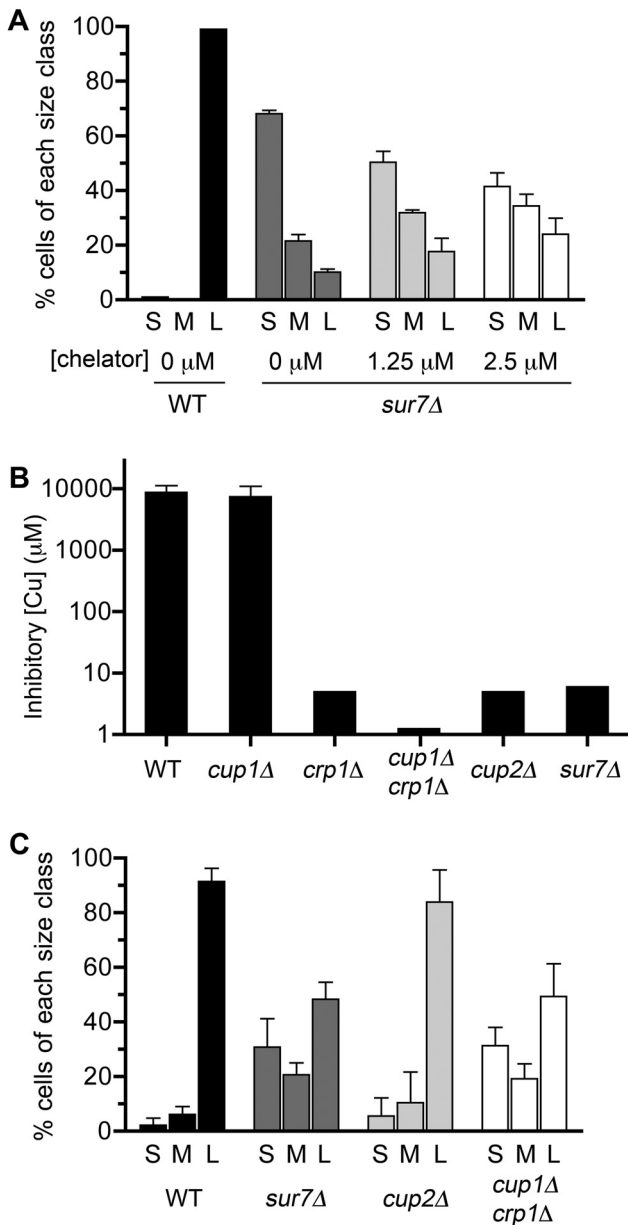 A
% cells of each size class
100
80
60
40
20
0
S M L S M L S M L S M L
[chelator] 0 μM 0 μM 1.25 μM 2.5 μM
WT sur7Δ
B
Inhibitory [Cu] (μM)
10000
1000
100
10
1
WT cup1Δ crp1Δ cup1Δ cup2Δ sur7Δ
crp1Δ
C
% cells of each size class
100
80
60
40
20
0
S M L S M L S M L S M L
WT sur7Δ cup2Δ cup1Δ
crp1Δ